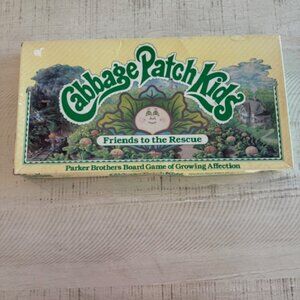 Cabbage Patch Kids
Friends to the Rescue
Parker Brothers Board Game of Growing Affection